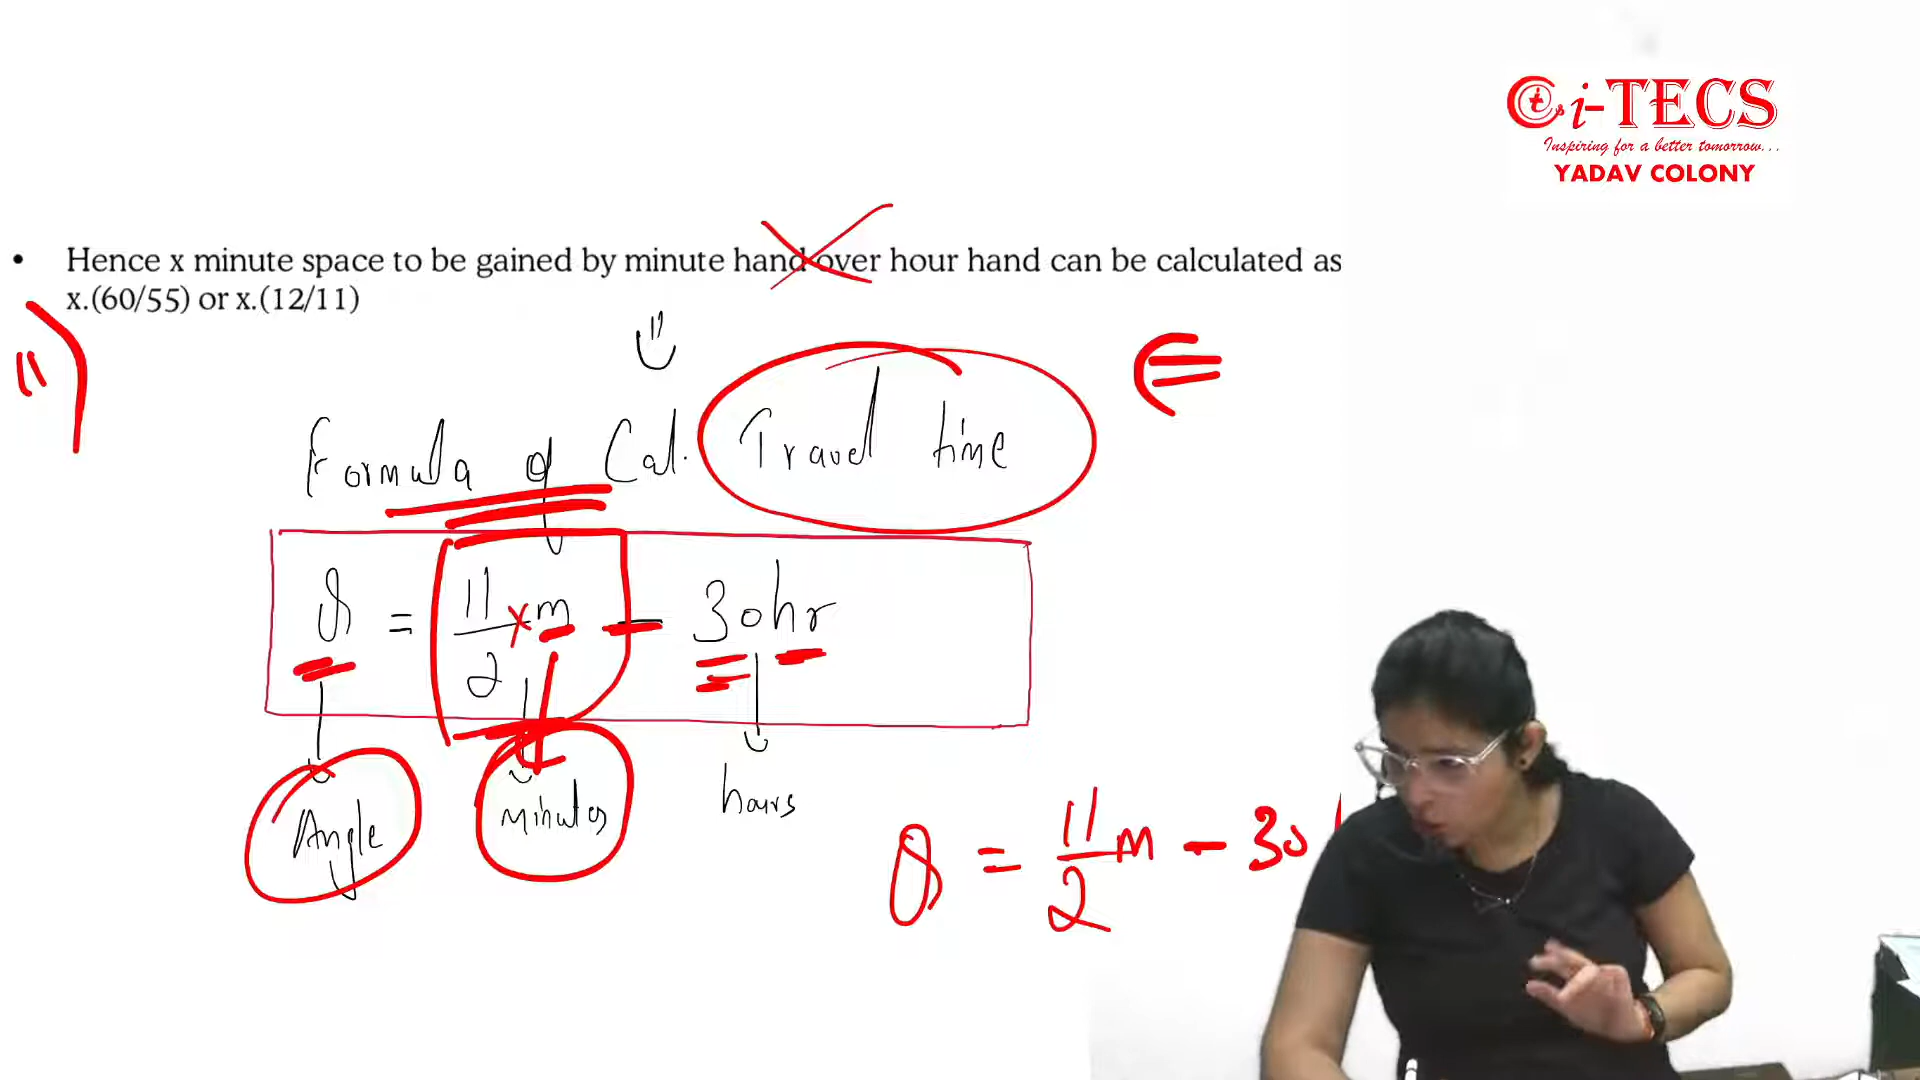 i-TECS
Inspiring for a better tomorrow...
YADAV COLONY
• Hence x minute space to be gained by minute hand over hour hand can be calculated as
x.(60/55) or x.(12/11)
Formula of Cal. Travel time
θ = 11/2 × m - 30hr
Angle minutes hours
θ = 11/2 m - 30